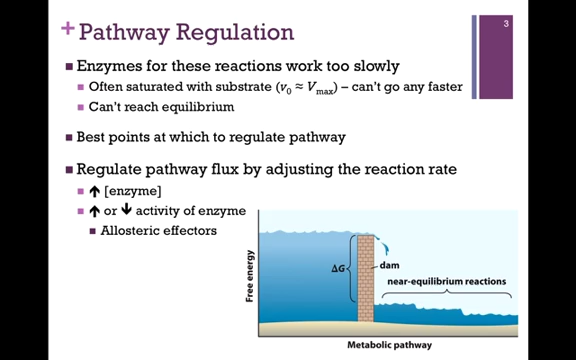 3
+ Pathway Regulation
Enzymes for these reactions work too slowly
Often saturated with substrate (v₀ ≈ Vmax) – can't go any faster
Can't reach equilibrium
Best points at which to regulate pathway
Regulate pathway flux by adjusting the reaction rate
↑ [enzyme]
↑ or ↓ activity of enzyme
Allosteric effectors
Free energy
ΔG
dam
near-equilibrium reactions
Metabolic pathway